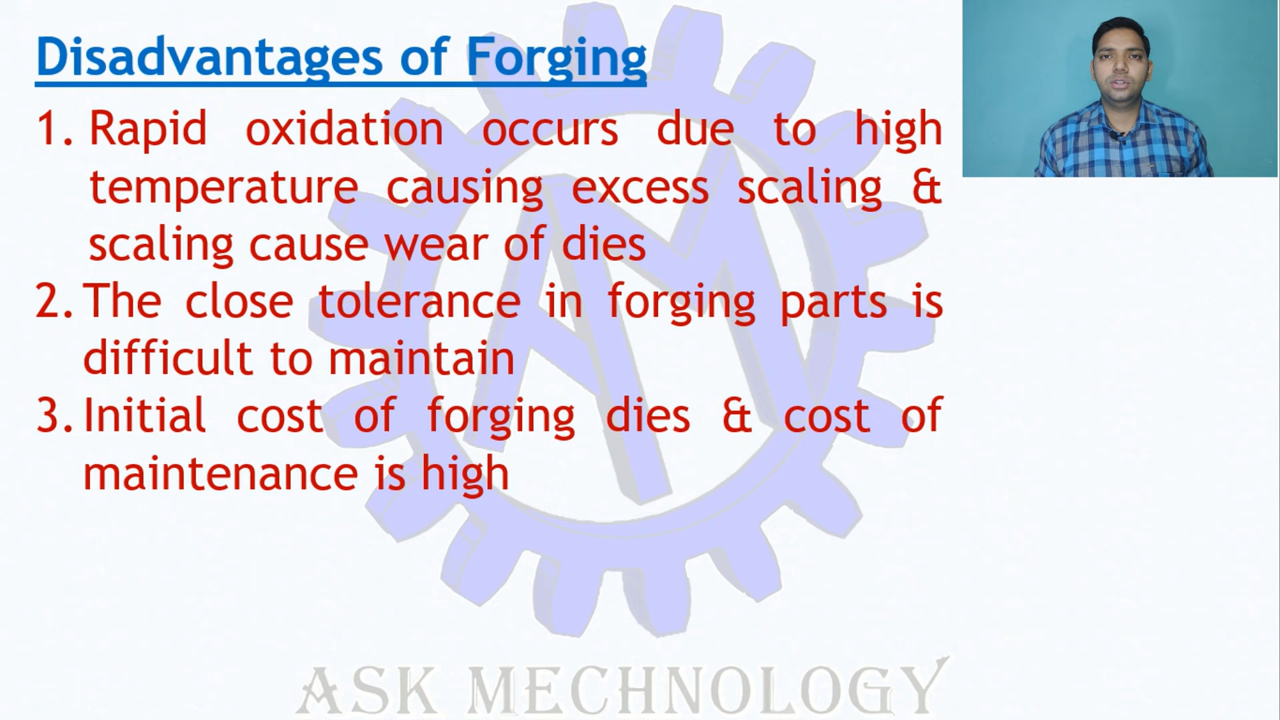 Disadvantages of Forging
1. Rapid oxidation occurs due to high
temperature causing excess scaling &
scaling cause wear of dies
2. The close tolerance in forging parts is
difficult to maintain
3. Initial cost of forging dies & cost of
maintenance is high
ASK MECHNOLOGY